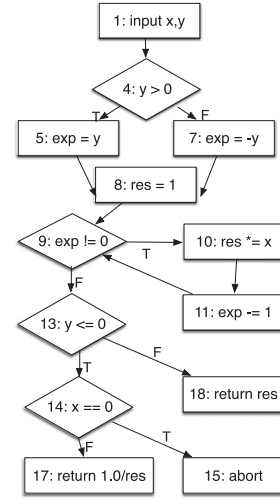 1: input x,y
4: y > 0
T
F
5: exp = y
7: exp = -y
8: res = 1
9: exp != 0
T
10: res *= x
F
11: exp -= 1
13: y <= 0
F
T
18: return res
14: x == 0
T
F
17: return 1.0/res
15: abort